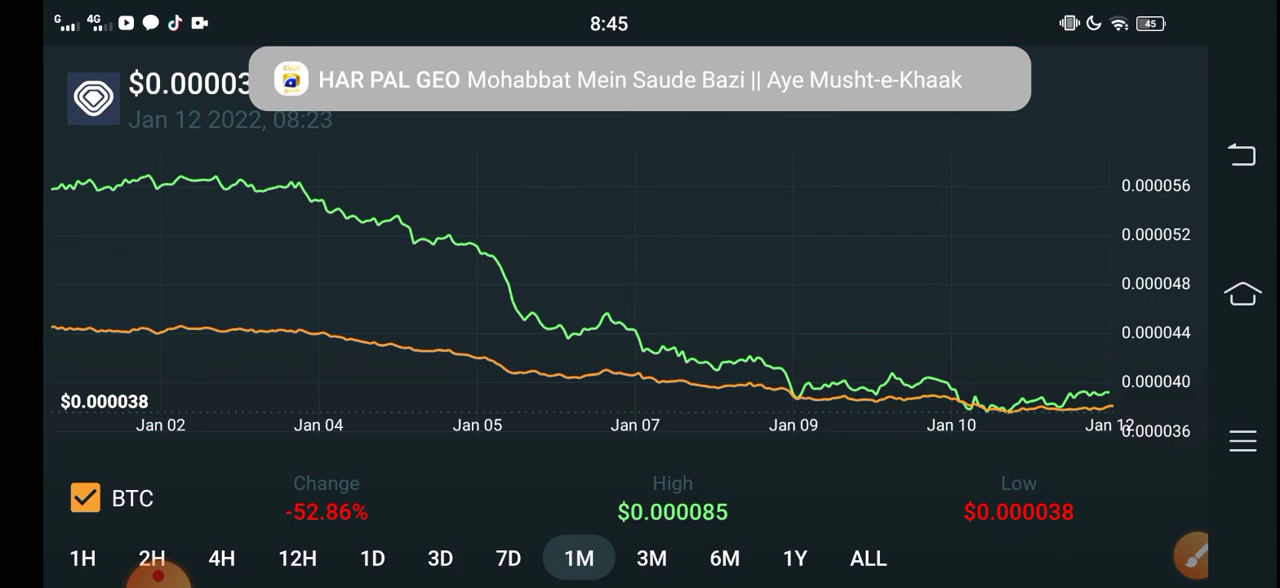 G 4G 8:45 45
$0.00003
HAR PAL GEO Mohabbat Mein Saude Bazi || Aye Musht-e-Khaak
Jan 12 2022, 08:23
0.000056
0.000052
0.000048
0.000044
0.000040
0.000036
$0.000038
Jan 02 Jan 04 Jan 05 Jan 07 Jan 09 Jan 10 Jan 12
BTC
Change High Low
-52.86% $0.000085 $0.000038
1H 2H 4H 12H 1D 3D 7D 1M 3M 6M 1Y ALL